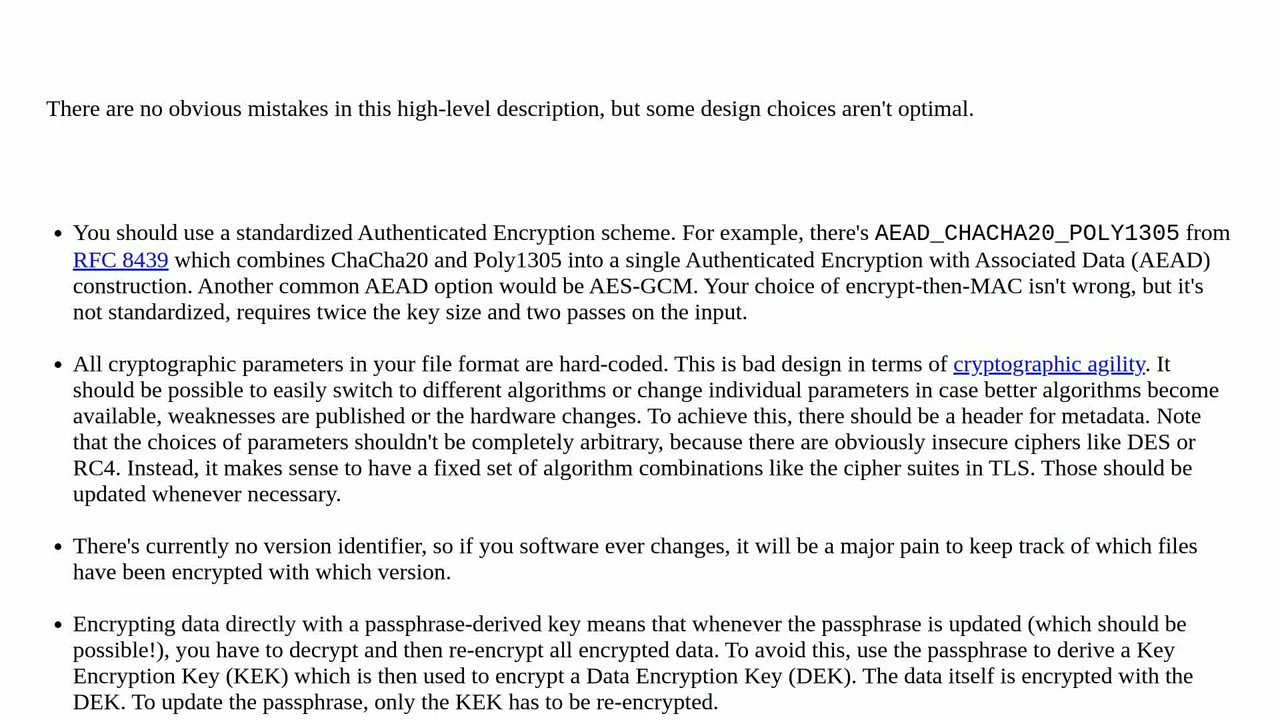 There are no obvious mistakes in this high-level description, but some design choices aren't optimal.
• You should use a standardized Authenticated Encryption scheme. For example, there's AEAD_CHACHA20_POLY1305 from
RFC 8439 which combines ChaCha20 and Poly1305 into a single Authenticated Encryption with Associated Data (AEAD)
construction. Another common AEAD option would be AES-GCM. Your choice of encrypt-then-MAC isn't wrong, but it's
not standardized, requires twice the key size and two passes on the input.
• All cryptographic parameters in your file format are hard-coded. This is bad design in terms of cryptographic agility. It
should be possible to easily switch to different algorithms or change individual parameters in case better algorithms become
available, weaknesses are published or the hardware changes. To achieve this, there should be a header for metadata. Note
that the choices of parameters shouldn't be completely arbitrary, because there are obviously insecure ciphers like DES or
RC4. Instead, it makes sense to have a fixed set of algorithm combinations like the cipher suites in TLS. Those should be
updated whenever necessary.
• There's currently no version identifier, so if you software ever changes, it will be a major pain to keep track of which files
have been encrypted with which version.
• Encrypting data directly with a passphrase-derived key means that whenever the passphrase is updated (which should be
possible!), you have to decrypt and then re-encrypt all encrypted data. To avoid this, use the passphrase to derive a Key
Encryption Key (KEK) which is then used to encrypt a Data Encryption Key (DEK). The data itself is encrypted with the
DEK. To update the passphrase, only the KEK has to be re-encrypted.